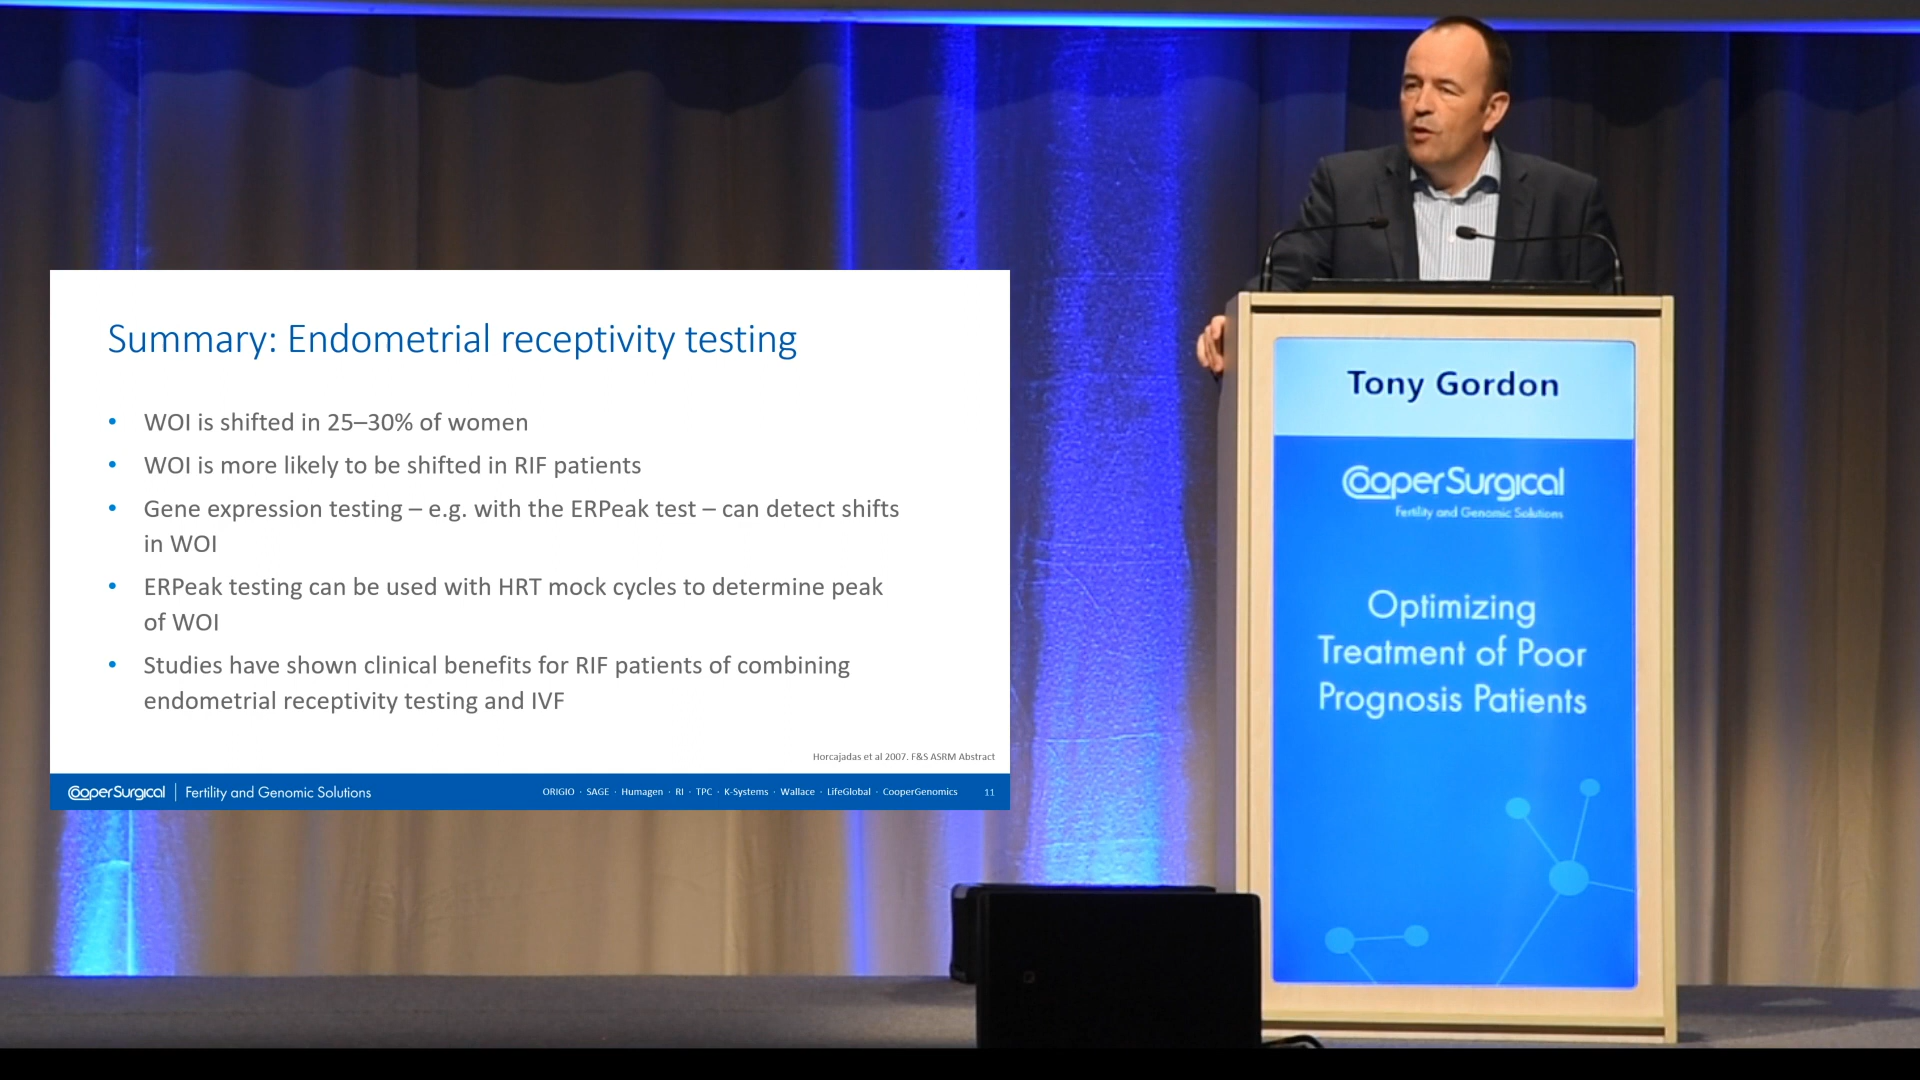 Summary: Endometrial receptivity testing
• WOI is shifted in 25–30% of women
• WOI is more likely to be shifted in RIF patients
• Gene expression testing – e.g. with the ERPeak test – can detect shifts
in WOI
• ERPeak testing can be used with HRT mock cycles to determine peak
of WOI
• Studies have shown clinical benefits for RIF patients of combining
endometrial receptivity testing and IVF
Horcajadas et al 2007. F&S ASRM Abstract
CooperSurgical | Fertility and Genomic Solutions
ORIGIO · SAGE · Humagen · RI · TPC · K-Systems · Wallace · LifeGlobal · CooperGenomics 11
Tony Gordon
CooperSurgical
Fertility and Genomic Solutions
Optimizing
Treatment of Poor
Prognosis Patients